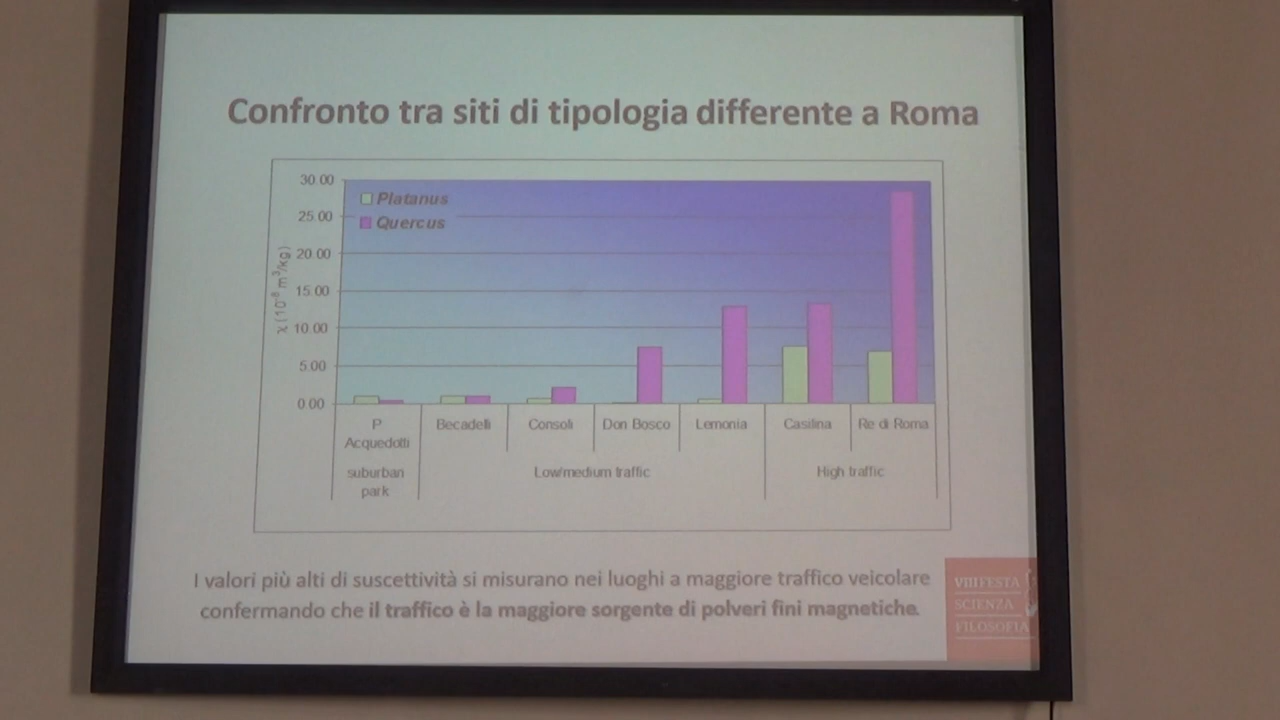 Confronto tra siti di tipologia differente a Roma
30.00
25.00
20.00
15.00
10.00
5.00
0.00
χ (10⁻⁸ m³/kg)
Platanus
Quercus
P Acquedotti
Becadelli
Consoli
Don Bosco
Lemonia
Casilina
Re di Roma
suburban park
Low/medium traffic
High traffic
I valori più alti di suscettività si misurano nei luoghi a maggiore traffico veicolare
confermando che il traffico è la maggiore sorgente di polveri fini magnetiche.
VIII FESTA
SCIENZA
FILOSOFIA